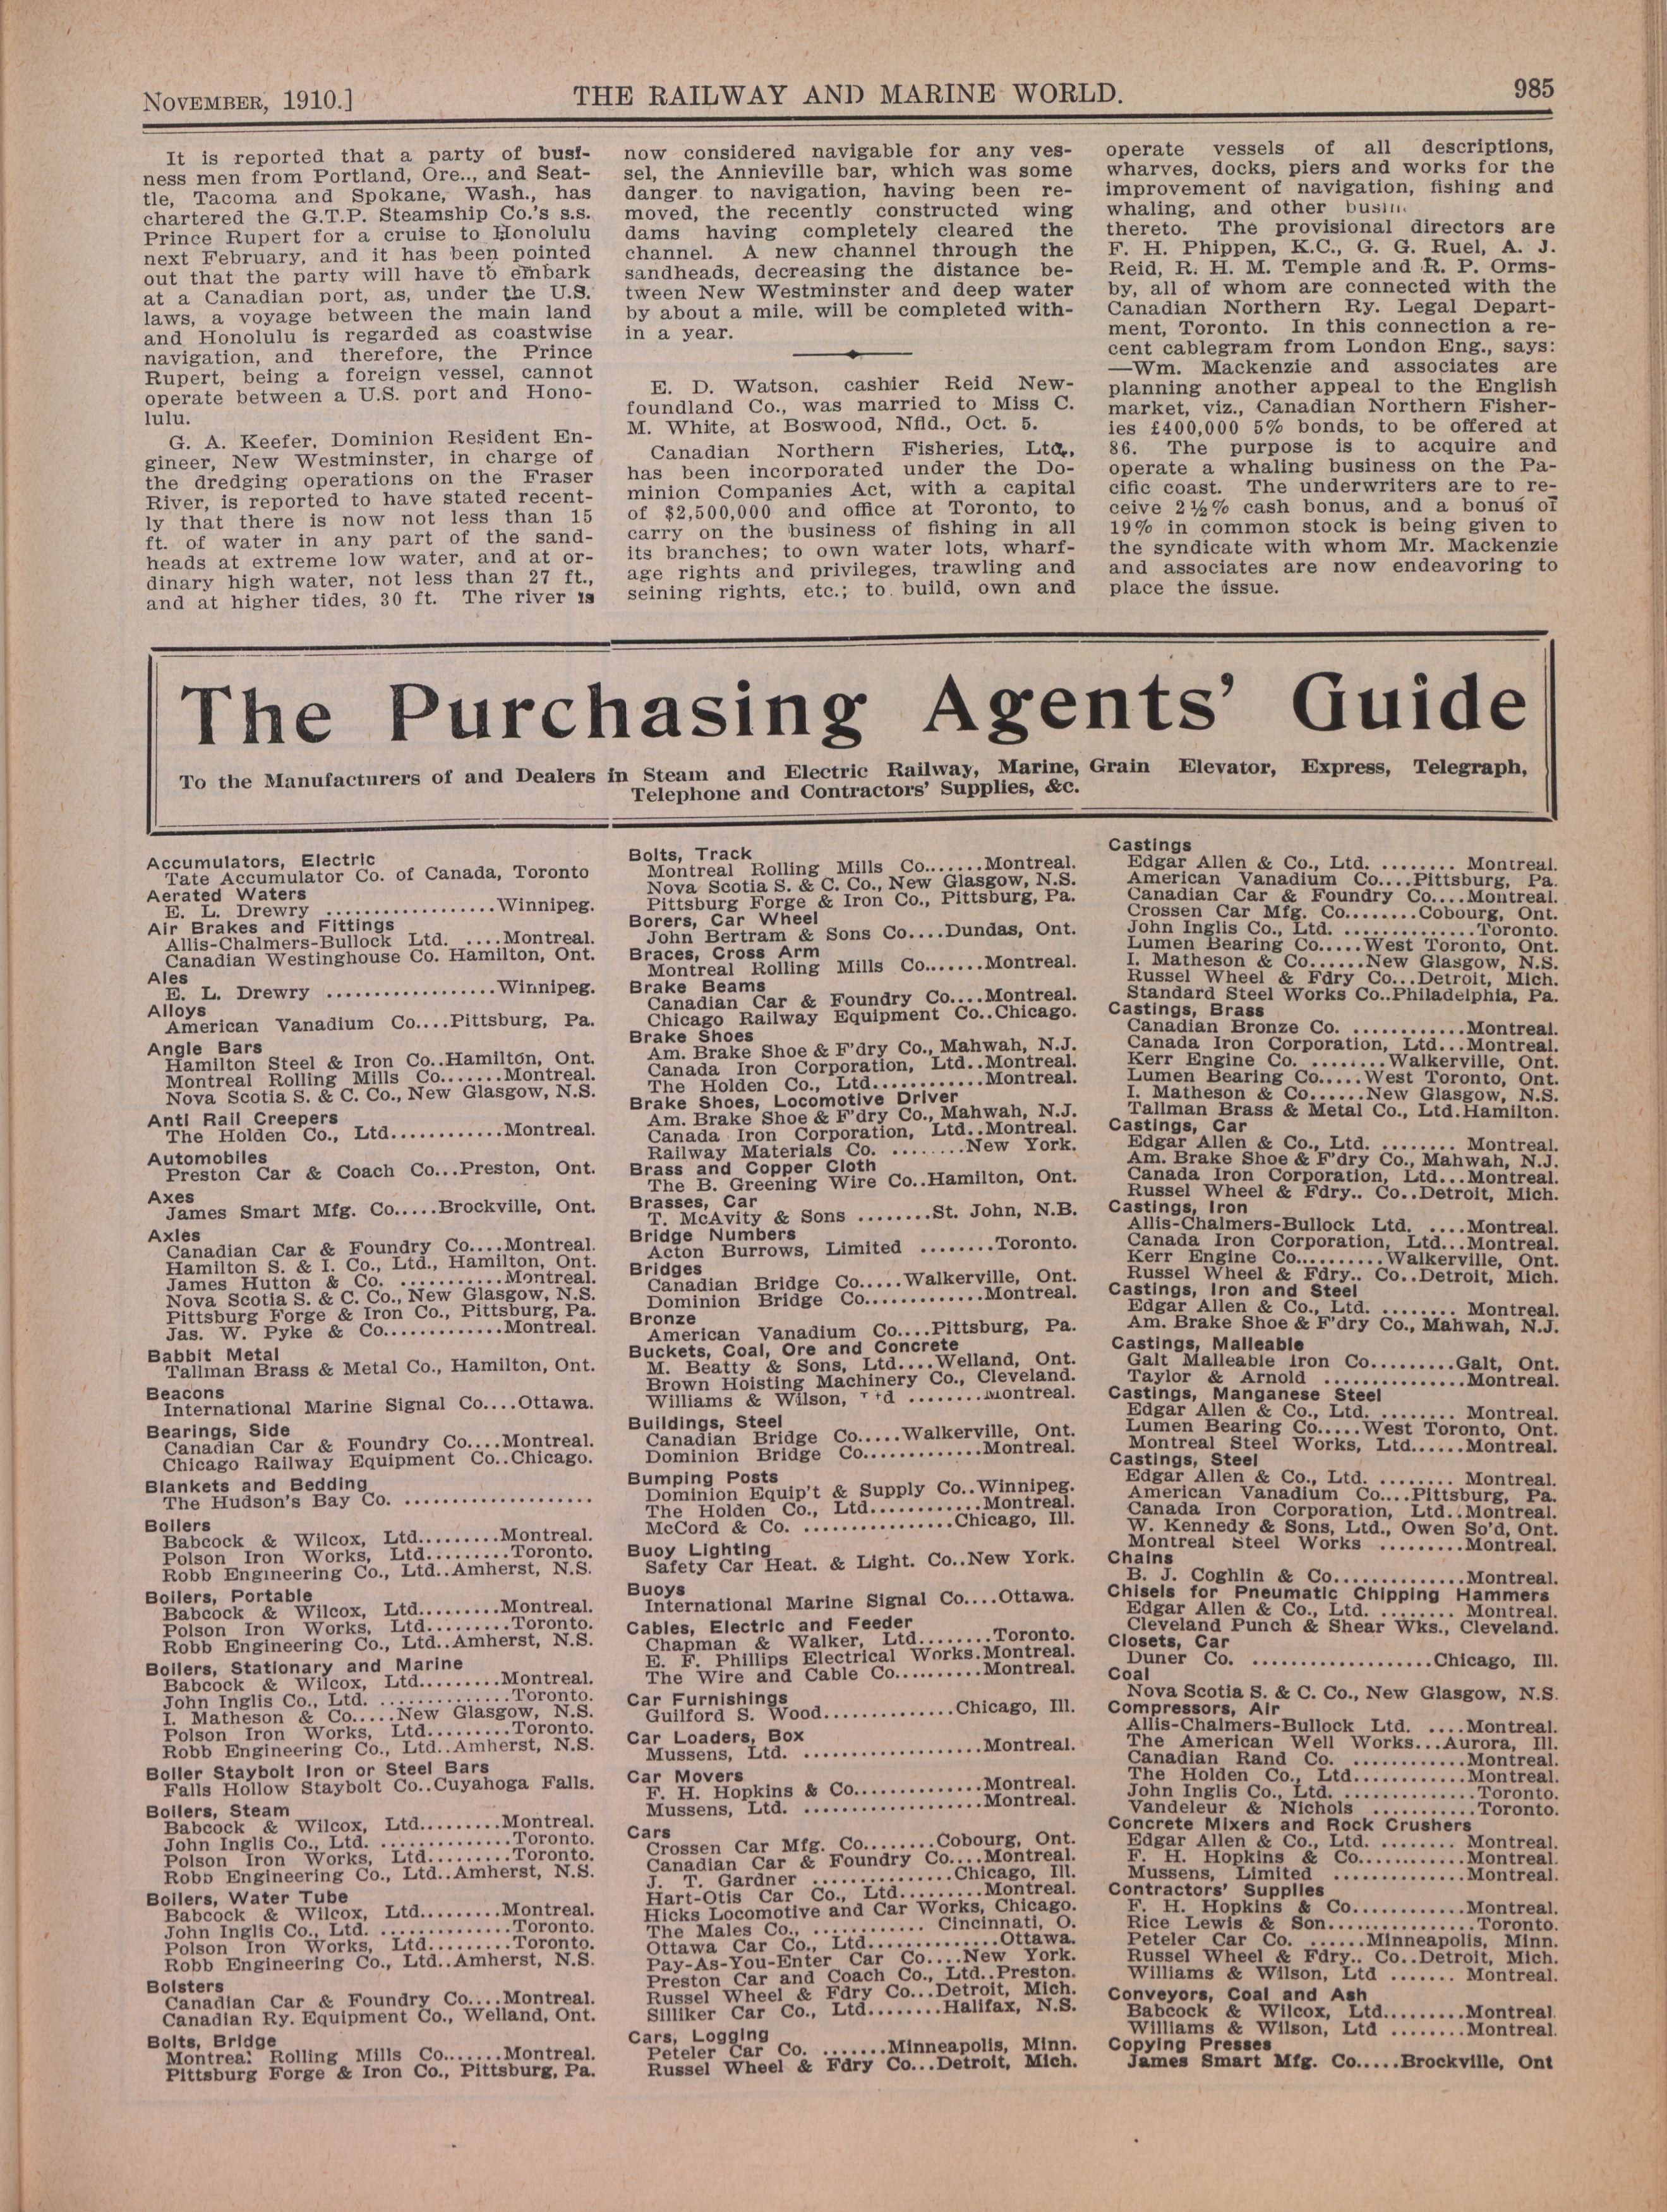 NOVEMBER, 1910.]
THE RAILWAY AND MARINE WORLD.
985
It is reported that a party of busi-
ness men from Portland, Ore.., and Seat-
tle, Tacoma and Spokane, Wash., has
chartered the G.T.P. Steamship Co.'s s.s.
Prince Rupert for a cruise to Honolulu
next February, and it has been pointed
out that the party will have to embark
at a Canadian port, as, under the U.S.
laws, a voyage between the main land
and Honolulu is regarded as coastwise
navigation, and therefore, the Prince
Rupert, being a foreign vessel, cannot
operate between a U.S. port and Hono-
lulu.
G. A. Keefer, Dominion Resident En-
gineer, New Westminster, in charge of
the dredging operations on the Fraser
River, is reported to have stated recent-
ly that there is now not less than 15
ft. of water in any part of the sand-
heads at extreme low water, and at or-
dinary high water, not less than 27 ft.,
and at higher tides, 30 ft. The river is
now considered navigable for any ves-
sel, the Annieville bar, which was some
danger to navigation, having been re-
moved, the recently constructed wing
dams having completely cleared the
channel. A new channel through the
sandheads, decreasing the distance be-
tween New Westminster and deep water
by about a mile, will be completed with-
in a year.
E. D. Watson, cashier Reid New-
foundland Co., was married to Miss C.
M. White, at Boswood, Nfld., Oct. 5.
Canadian Northern Fisheries, Ltd.,
has been incorporated under the Do-
minion Companies Act, with a capital
of $2,500,000 and office at Toronto, to
carry on the business of fishing in all
its branches; to own water lots, wharf-
age rights and privileges, trawling and
seining rights, etc.; to build, own and
operate vessels of all descriptions,
wharves, docks, piers and works for the
improvement of navigation, fishing and
whaling, and other
thereto. The provisional directors are
F. H. Phippen, K.C., G. G. Ruel, A. J.
Reid, R. H. M. Temple and R. P. Orms-
by, all of whom are connected with the
Canadian Northern Ry. Legal Depart-
ment, Toronto. In this connection a re-
cent cablegram from London Eng., says:
—Wm. Mackenzie and associates are
planning another appeal to the English
market, viz., Canadian Northern Fisher-
ies £400,000 5% bonds, to be offered at
86. The purpose is to acquire and
operate a whaling business on the Pa-
cific coast. The underwriters are to re-
ceive 2½% cash bonus, and a bonus of
19% in common stock is being given to
the syndicate with whom Mr. Mackenzie
and associates are now endeavoring to
place the issue.
The Purchasing Agents' Guide
To the Manufacturers of and Dealers in Steam and Electric Railway, Marine, Grain Elevator, Express, Telegraph,
Telephone and Contractors' Supplies, &c.
Accumulators, Electric
Tate Accumulator Co. of Canada, Toronto
Aerated Waters
E. L. Drewry ..................Winnipeg.
Air Brakes and Fittings
Allis-Chalmers-Bullock Ltd. ....Montreal.
Canadian Westinghouse Co. Hamilton, Ont.
Ales
E. L. Drewry ..................Winnipeg.
Alloys
American Vanadium Co....Pittsburg, Pa.
Angle Bars
Hamilton Steel & Iron Co..Hamilton, Ont.
Montreal Rolling Mills Co.......Montreal.
Nova Scotia S. & C. Co., New Glasgow, N.S.
Anti Rail Creepers
The Holden Co., Ltd............Montreal.
Automobiles
Preston Car & Coach Co...Preston, Ont.
Axes
James Smart Mfg. Co.....Brockville, Ont.
Axles
Canadian Car & Foundry Co....Montreal.
Hamilton S. & I. Co., Ltd., Hamilton, Ont.
James Hutton & Co. ...........Montreal.
Nova Scotia S. & C. Co., New Glasgow, N.S.
Pittsburg Forge & Iron Co., Pittsburg, Pa.
Jas. W. Pyke & Co.............Montreal.
Babbit Metal
Tallman Brass & Metal Co., Hamilton, Ont.
Beacons
International Marine Signal Co....Ottawa.
Bearings, Side
Canadian Car & Foundry Co....Montreal.
Chicago Railway Equipment Co..Chicago.
Blankets and Bedding
The Hudson's Bay Co. ....................
Boilers
Babcock & Wilcox, Ltd.........Montreal.
Polson Iron Works, Ltd.........Toronto.
Robb Engineering Co., Ltd..Amherst, N.S.
Boilers, Portable
Babcock & Wilcox, Ltd.........Montreal.
Polson Iron Works, Ltd.........Toronto.
Robb Engineering Co., Ltd..Amherst, N.S.
Boilers, Stationary and Marine
Babcock & Wilcox, Ltd.........Montreal.
John Inglis Co., Ltd. ..............Toronto.
I. Matheson & Co.....New Glasgow, N.S.
Polson Iron Works, Ltd.........Toronto.
Robb Engineering Co., Ltd..Amherst, N.S.
Boiler Staybolt Iron or Steel Bars
Falls Hollow Staybolt Co..Cuyahoga Falls.
Boilers, Steam
Babcock & Wilcox, Ltd.........Montreal.
John Inglis Co., Ltd. ..............Toronto.
Polson Iron Works, Ltd.........Toronto.
Robb Engineering Co., Ltd..Amherst, N.S.
Boilers, Water Tube
Babcock & Wilcox, Ltd.........Montreal.
John Inglis Co., Ltd. ..............Toronto.
Polson Iron Works, Ltd.........Toronto.
Robb Engineering Co., Ltd..Amherst, N.S.
Bolsters
Canadian Car & Foundry Co....Montreal.
Canadian Ry. Equipment Co., Welland, Ont.
Bolts, Bridge
Montreal Rolling Mills Co.......Montreal.
Pittsburg Forge & Iron Co., Pittsburg, Pa.
Bolts, Track
Montreal Rolling Mills Co.......Montreal.
Nova Scotia S. & C. Co., New Glasgow, N.S.
Pittsburg Forge & Iron Co., Pittsburg, Pa.
Borers, Car Wheel
John Bertram & Sons Co....Dundas, Ont.
Braces, Cross Arm
Montreal Rolling Mills Co.......Montreal.
Brake Beams
Canadian Car & Foundry Co....Montreal.
Chicago Railway Equipment Co..Chicago.
Brake Shoes
Am. Brake Shoe & F'dry Co., Mahwah, N.J.
Canada Iron Corporation, Ltd..Montreal.
The Holden Co., Ltd............Montreal.
Brake Shoes, Locomotive Driver
Am. Brake Shoe & F'dry Co., Mahwah, N.J.
Canada Iron Corporation, Ltd..Montreal.
Railway Materials Co. ........New York.
Brass and Copper Cloth
The B. Greening Wire Co..Hamilton, Ont.
Brasses, Car
T. McAvity & Sons ........St. John, N.B.
Bridge Numbers
Acton Burrows, Limited ........Toronto.
Bridges
Canadian Bridge Co.....Walkerville, Ont.
Dominion Bridge Co.............Montreal.
Bronze
American Vanadium Co....Pittsburg, Pa.
Buckets, Coal, Ore and Concrete
M. Beatty & Sons, Ltd....Welland, Ont.
Brown Hoisting Machinery Co., Cleveland.
Williams & Wilson, ........Montreal.
Buildings, Steel
Canadian Bridge Co.....Walkerville, Ont.
Dominion Bridge Co.............Montreal.
Bumping Posts
Dominion Equip't & Supply Co..Winnipeg.
The Holden Co., Ltd............Montreal.
McCord & Co. ................Chicago, Ill.
Buoy Lighting
Safety Car Heat. & Light. Co..New York.
Buoys
International Marine Signal Co....Ottawa.
Cables, Electric and Feeder
Chapman & Walker, Ltd........Toronto.
E. F. Phillips Electrical Works.Montreal.
The Wire and Cable Co..........Montreal.
Car Furnishings
Guilford S. Wood..............Chicago, Ill.
Car Loaders, Box
Mussens, Ltd. ...................Montreal.
Car Movers
F. H. Hopkins & Co..............Montreal.
Mussens, Ltd. ...................Montreal.
Cars
Crossen Car Mfg. Co........Cobourg, Ont.
Canadian Car & Foundry Co....Montreal.
J. T. Gardner ...............Chicago, Ill.
Hart-Otis Car Co., Ltd.........Montreal.
Hicks Locomotive and Car Works, Chicago.
The Males Co., ............ Cincinnati, O.
Ottawa Car Co., Ltd..............Ottawa.
Pay-As-You-Enter Car Co....New York.
Preston Car and Coach Co., Ltd..Preston.
Russel Wheel & Fdry Co...Detroit, Mich.
Silliker Car Co., Ltd........Halifax, N.S.
Cars, Logging
Peteler Car Co. .......Minneapolis, Minn.
Russel Wheel & Fdry Co...Detroit, Mich.
Castings
Edgar Allen & Co., Ltd. ........ Montreal.
American Vanadium Co....Pittsburg, Pa.
Canadian Car & Foundry Co....Montreal.
Crossen Car Mfg. Co........Cobourg, Ont.
John Inglis Co., Ltd. ..............Toronto.
Lumen Bearing Co.....West Toronto, Ont.
I. Matheson & Co......New Glasgow, N.S.
Russel Wheel & Fdry Co...Detroit, Mich.
Standard Steel Works Co..Philadelphia, Pa.
Castings, Brass
Canadian Bronze Co. ............Montreal.
Canada Iron Corporation, Ltd...Montreal.
Kerr Engine Co. ........Walkerville, Ont.
Lumen Bearing Co.....West Toronto, Ont.
I. Matheson & Co......New Glasgow, N.S.
Tallman Brass & Metal Co., Ltd.Hamilton.
Castings, Car
Edgar Allen & Co., Ltd. ........ Montreal.
Am. Brake Shoe & F'dry Co., Mahwah, N.J.
Canada Iron Corporation, Ltd...Montreal.
Russel Wheel & Fdry.. Co..Detroit, Mich.
Castings, Iron
Allis-Chalmers-Bullock Ltd. ....Montreal.
Canada Iron Corporation, Ltd...Montreal.
Kerr Engine Co..........Walkerville, Ont.
Russel Wheel & Fdry.. Co..Detroit, Mich.
Castings, Iron and Steel
Edgar Allen & Co., Ltd. ........ Montreal.
Am. Brake Shoe & F'dry Co., Mahwah, N.J.
Castings, Malleable
Galt Malleable Iron Co.........Galt, Ont.
Taylor & Arnold ...............Montreal.
Castings, Manganese Steel
Edgar Allen & Co., Ltd. ........ Montreal.
Lumen Bearing Co.....West Toronto, Ont.
Montreal Steel Works, Ltd......Montreal.
Castings, Steel
Edgar Allen & Co., Ltd. ........ Montreal.
American Vanadium Co....Pittsburg, Pa.
Canada Iron Corporation, Ltd..Montreal.
W. Kennedy & Sons, Ltd., Owen So'd, Ont.
Montreal Steel Works .........Montreal.
Chains
B. J. Coghlin & Co..............Montreal.
Chisels for Pneumatic Chipping Hammers
Edgar Allen & Co., Ltd. ........ Montreal.
Cleveland Punch & Shear Wks., Cleveland.
Closets, Car
Duner Co. ...................Chicago, Ill.
Coal
Nova Scotia S. & C. Co., New Glasgow, N.S.
Compressors, Air
Allis-Chalmers-Bullock Ltd. ....Montreal.
The American Well Works...Aurora, Ill.
Canadian Rand Co. ............Montreal.
The Holden Co., Ltd............Montreal.
John Inglis Co., Ltd. ..............Toronto.
Vandeleur & Nichols ...........Toronto.
Concrete Mixers and Rock Crushers
Edgar Allen & Co., Ltd. ........ Montreal.
F. H. Hopkins & Co............Montreal.
Mussens, Limited ..............Montreal.
Contractors' Supplies
F. H. Hopkins & Co............Montreal.
Rice Lewis & Son................Toronto.
Peteler Car Co. ......Minneapolis, Minn.
Russel Wheel & Fdry.. Co..Detroit, Mich.
Williams & Wilson, Ltd ....... Montreal.
Conveyors, Coal and Ash
Babcock & Wilcox, Ltd.........Montreal.
Williams & Wilson, Ltd ........Montreal.
Copying Presses
James Smart Mfg. Co.....Brockville, Ont